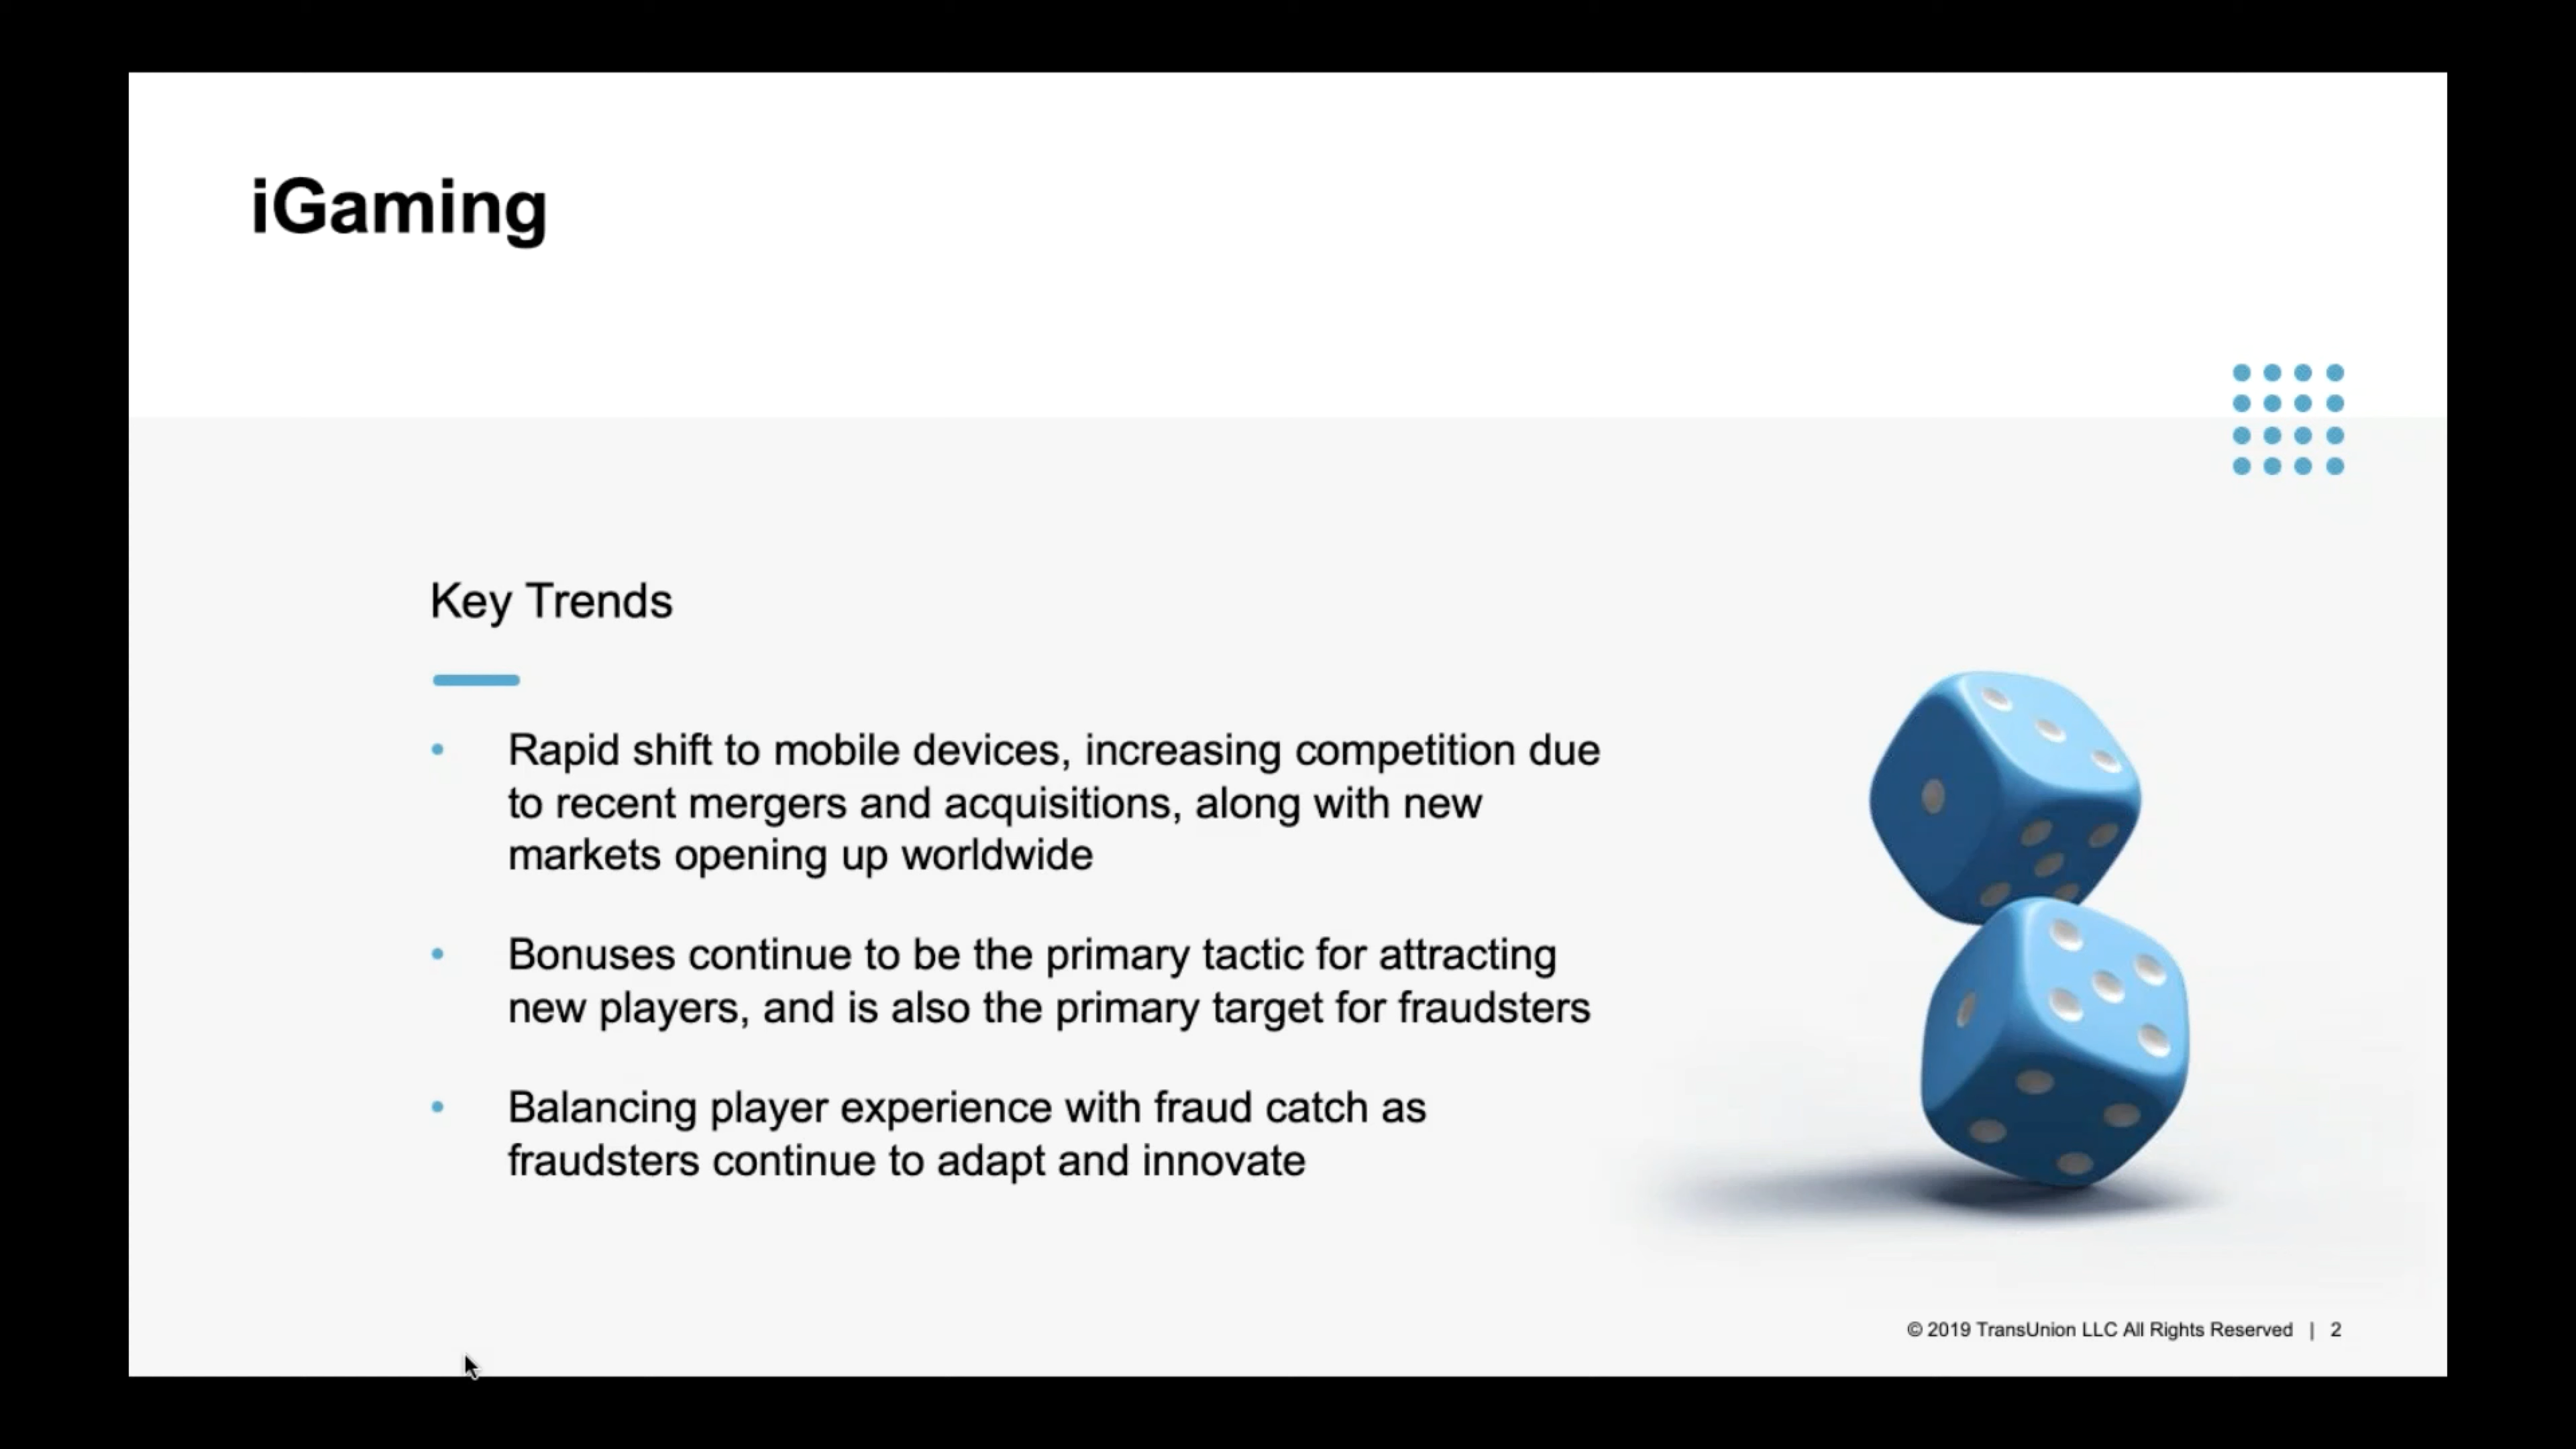 iGaming
Key Trends
• Rapid shift to mobile devices, increasing competition due
to recent mergers and acquisitions, along with new
markets opening up worldwide
• Bonuses continue to be the primary tactic for attracting
new players, and is also the primary target for fraudsters
• Balancing player experience with fraud catch as
fraudsters continue to adapt and innovate
© 2019 TransUnion LLC All Rights Reserved | 2